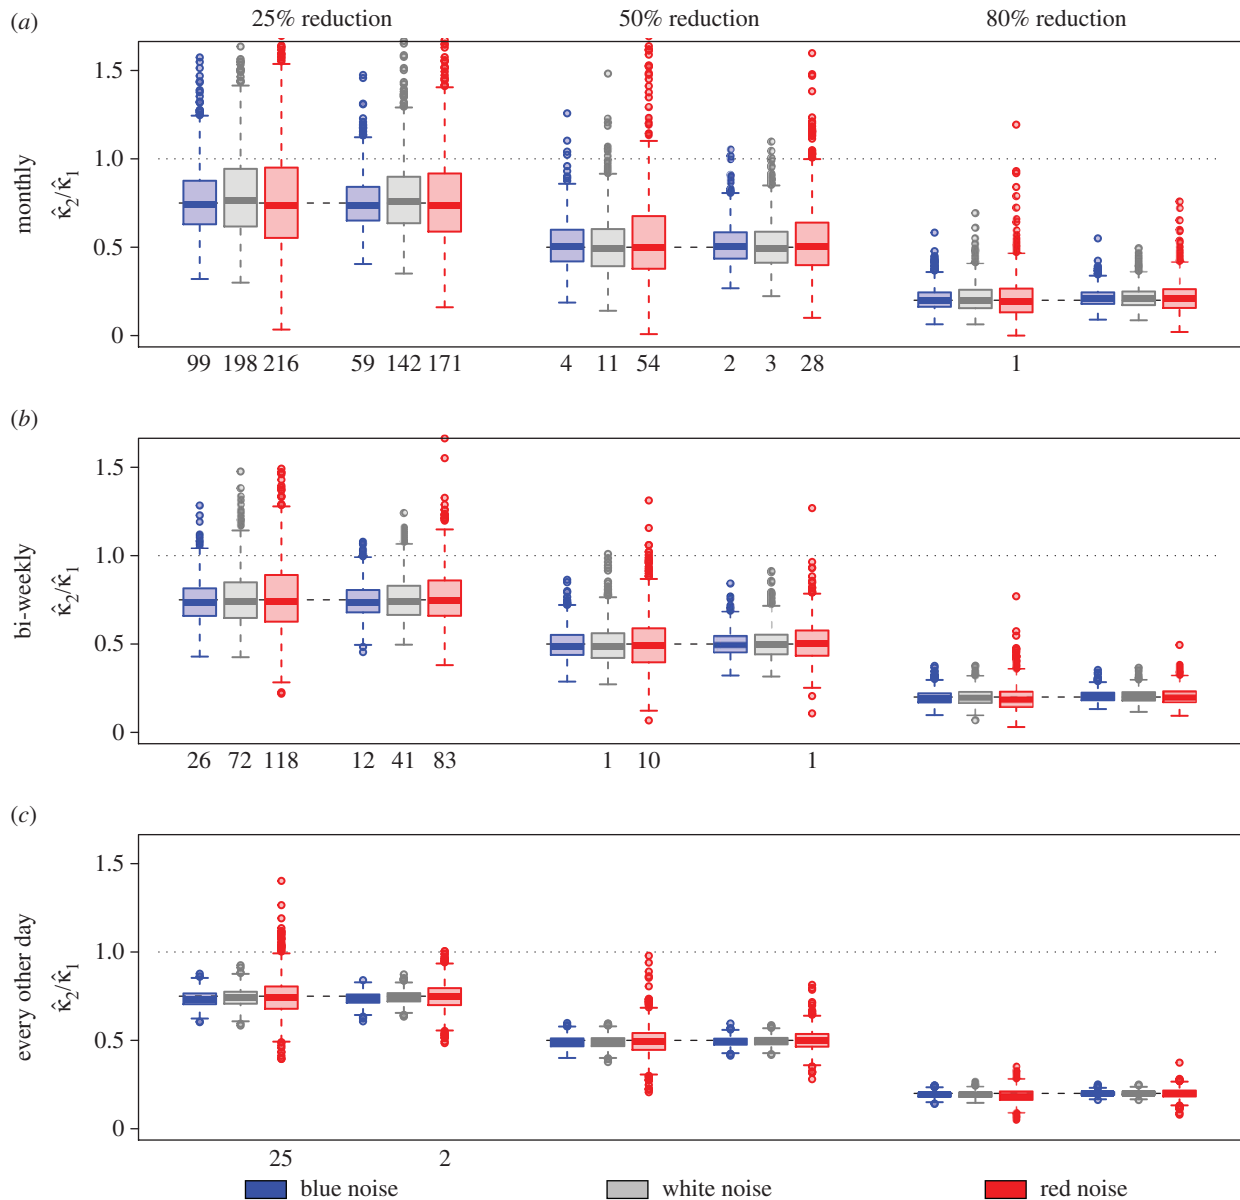 (a) 25% reduction 50% reduction 80% reduction
1.5
1.0
0.5
0
monthly
κ̂2/κ̂1
99 198 216 59 142 171 4 11 54 2 3 28 1
(b)
1.5
1.0
0.5
0
bi-weekly
κ̂2/κ̂1
26 72 118 12 41 83 1 10 1
(c)
1.5
1.0
0.5
0
every other day
κ̂2/κ̂1
25 2
blue noise white noise red noise